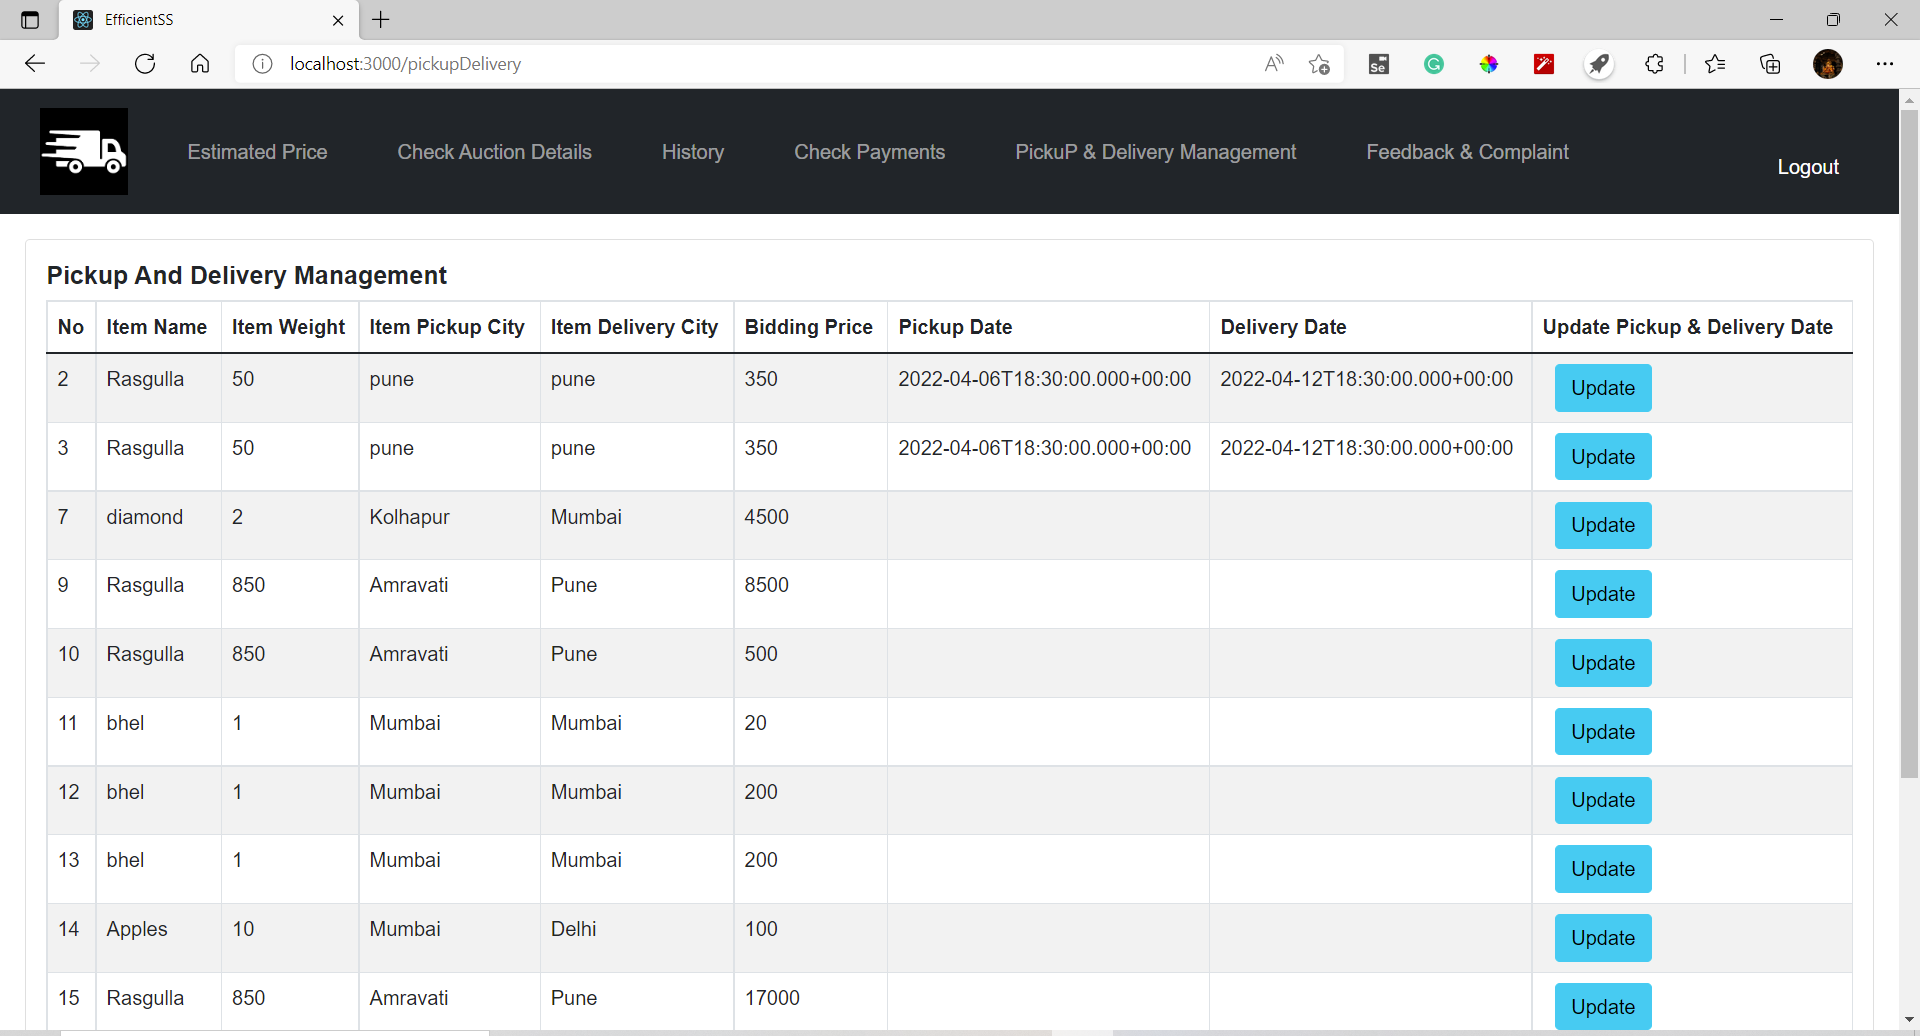 EfficientSS
localhost:3000/pickupDelivery
Se
Estimated Price Check Auction Details History Check Payments PickuP & Delivery Management Feedback & Complaint Logout
Pickup And Delivery Management
No Item Name Item Weight Item Pickup City Item Delivery City Bidding Price Pickup Date Delivery Date Update Pickup & Delivery Date
2 Rasgulla 50 pune pune 350 2022-04-06T18:30:00.000+00:00 2022-04-12T18:30:00.000+00:00 Update
3 Rasgulla 50 pune pune 350 2022-04-06T18:30:00.000+00:00 2022-04-12T18:30:00.000+00:00 Update
7 diamond 2 Kolhapur Mumbai 4500 Update
9 Rasgulla 850 Amravati Pune 8500 Update
10 Rasgulla 850 Amravati Pune 500 Update
11 bhel 1 Mumbai Mumbai 20 Update
12 bhel 1 Mumbai Mumbai 200 Update
13 bhel 1 Mumbai Mumbai 200 Update
14 Apples 10 Mumbai Delhi 100 Update
15 Rasgulla 850 Amravati Pune 17000 Update